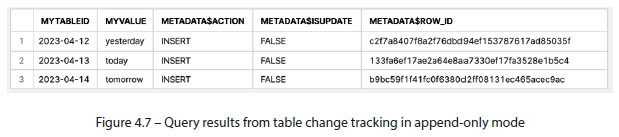 MYTABLEID MYVALUE METADATA$ACTION METADATA$ISUPDATE METADATA$ROW_ID
1 2023-04-12 yesterday INSERT FALSE c2f7a8407f8a2f76dbd94ef153787617ad85035f
2 2023-04-13 today INSERT FALSE 133fa6ef17ae2a64e8aa7330ef17fa3528e1b5c4
3 2023-04-14 tomorrow INSERT FALSE b9bc59f1f41fc0f6380d2ff08131ec465acec9ac
Figure 4.7 – Query results from table change tracking in append-only mode